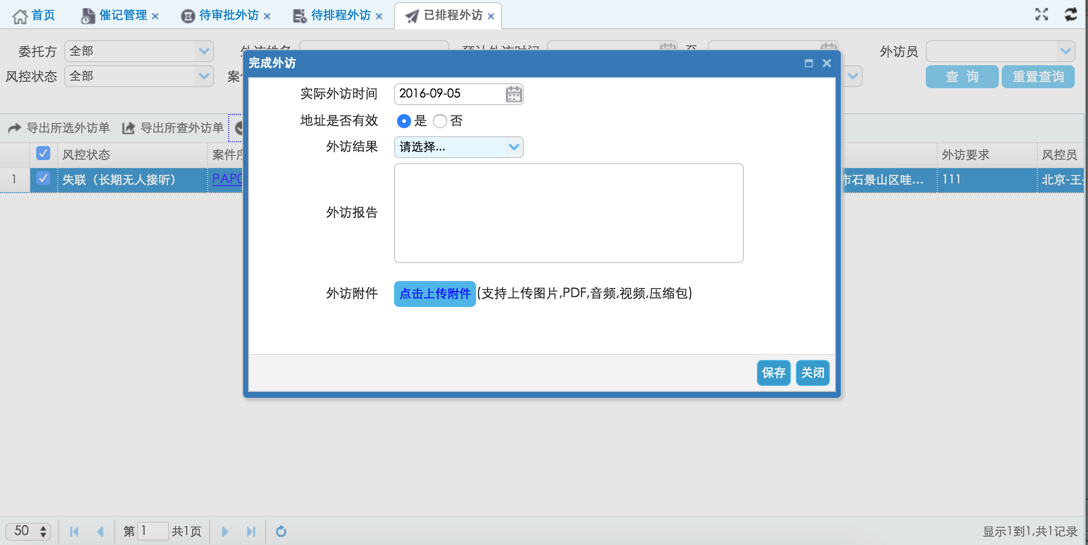 首页 催记管理 × 待审批外访 × 待排程外访 × 已排程外访 ×
委托方 全部 至 外访员
风控状态 全部 查 询 重置查询
导出所选外访单 导出所查外访单
风控状态 外访要求 风控员
1 失联（长期无人接听） 市石景山区哇... 111
完成外访
实际外访时间 2016-09-05
地址是否有效 是 否
外访结果 请选择...
外访报告
外访附件 点击上传附件 (支持上传图片,PDF,音频,视频,压缩包)
保存 关闭
50 第 1 共1页 显示1到1,共1记录